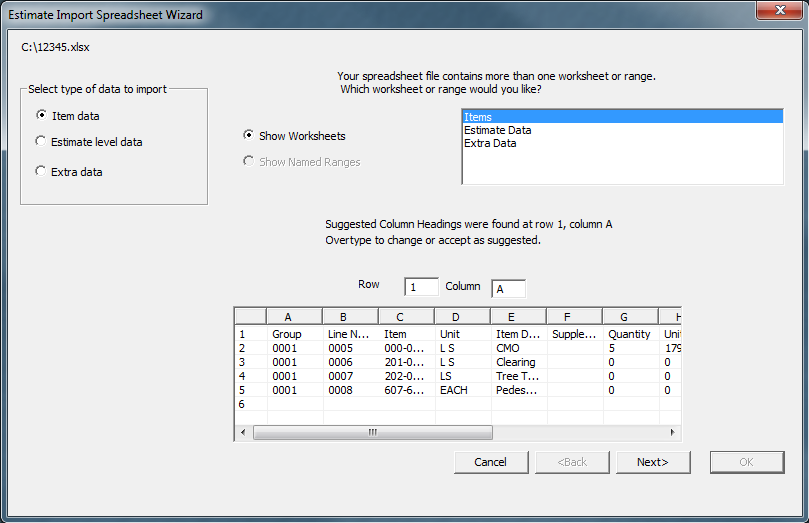 Estimate Import Spreadsheet Wizard
C:\12345.xlsx
Select type of data to import
Item data
Estimate level data
Extra data
Your spreadsheet file contains more than one worksheet or range.
Which worksheet or range would you like?
Show Worksheets
Show Named Ranges
Items
Estimate Data
Extra Data
Suggested Column Headings were found at row 1, column A
Overtype to change or accept as suggested.
Row 1 Column A
A B C D E F G H
1 Group Line N... Item Unit Item D... Supple... Quantity Uni
2 0001 0005 000-0... L S CMO 5 179
3 0001 0006 201-0... L S Clearing 0 0
4 0001 0007 202-0... LS Tree T... 0 0
5 0001 0008 607-6... EACH Pedes... 0 0
6
Cancel <Back Next> OK